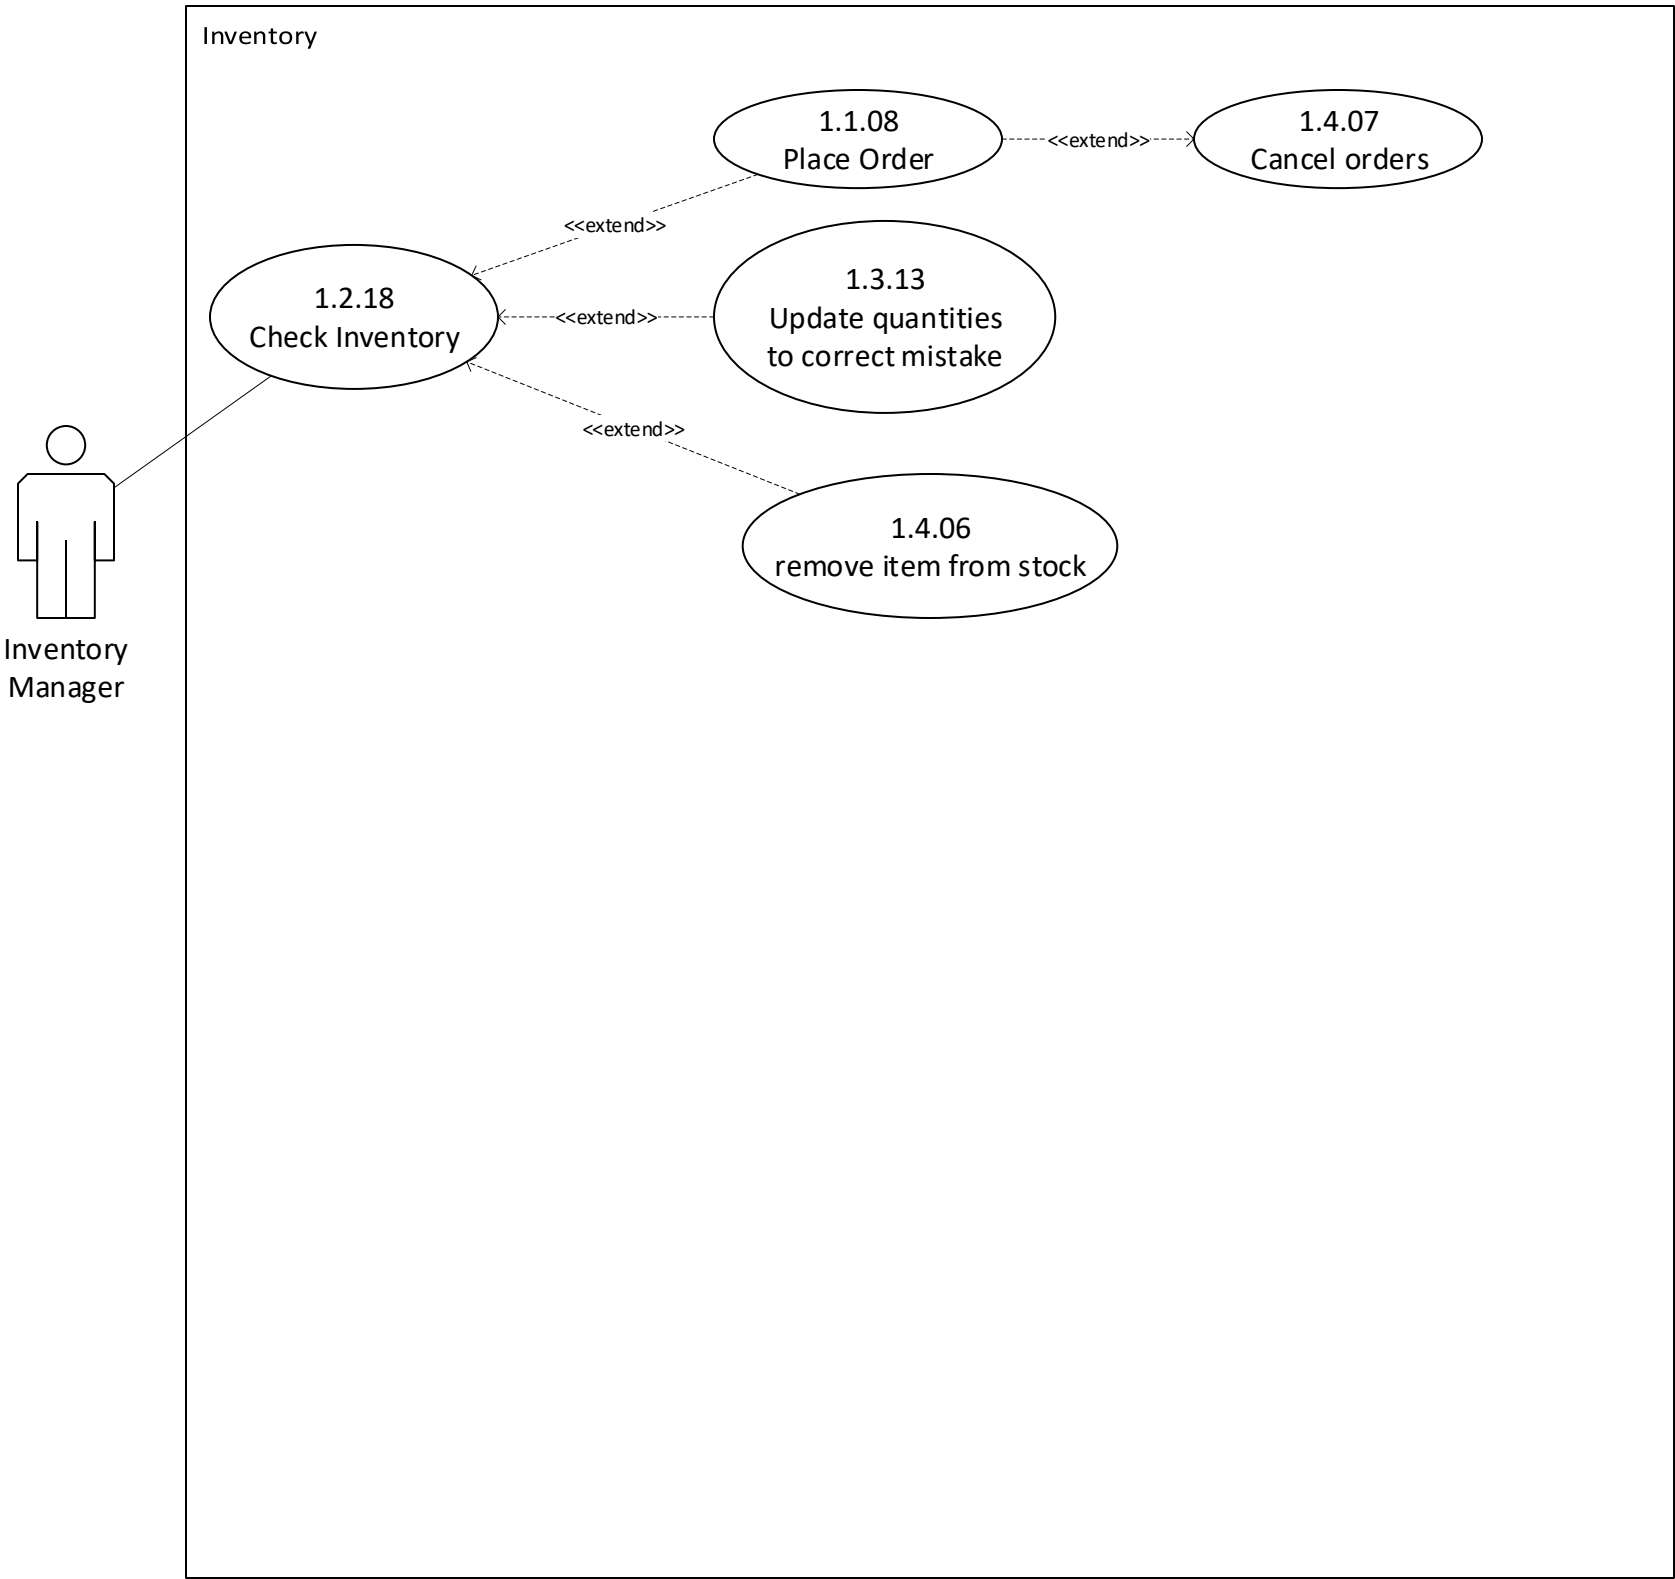 Inventory
1.1.08
Place Order
<<extend>>
1.4.07
Cancel orders
<<extend>>
1.2.18
Check Inventory
<<extend>>
1.3.13
Update quantities
to correct mistake
<<extend>>
1.4.06
remove item from stock
Inventory
Manager